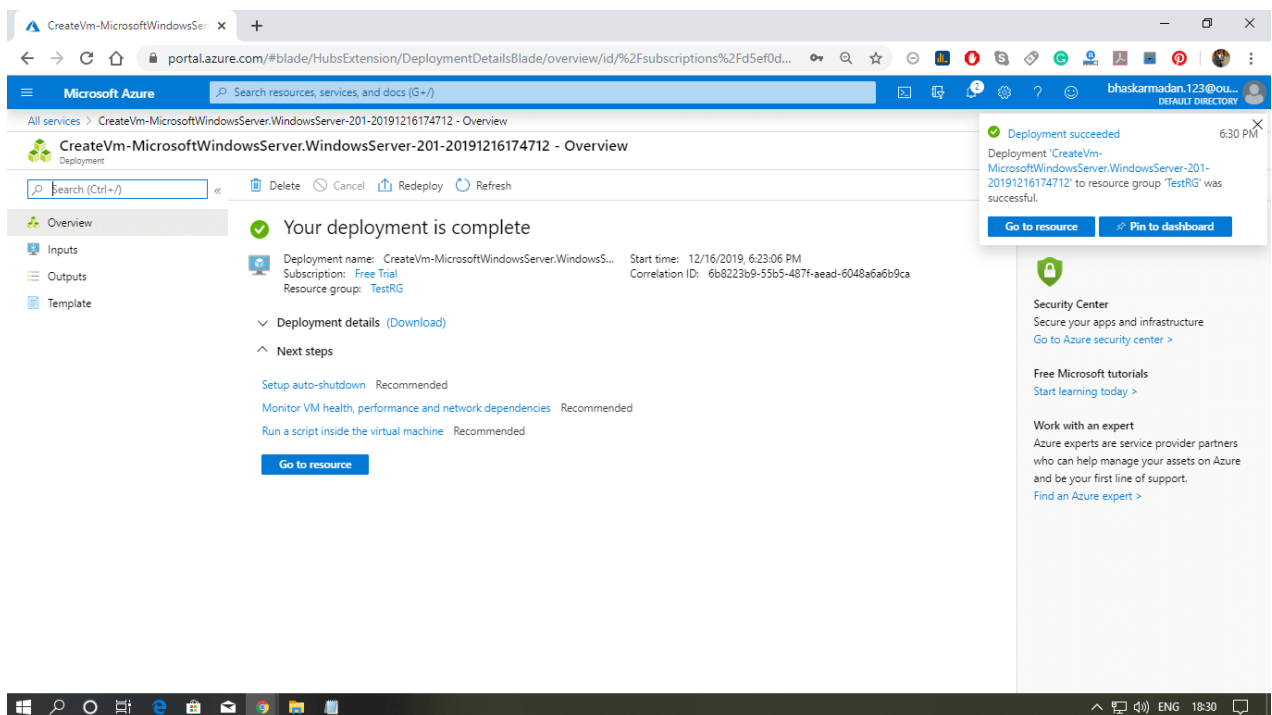 CreateVm-MicrosoftWindowsSer
portal.azure.com/#blade/HubsExtension/DeploymentDetailsBlade/overview/id/%2Fsubscriptions%2Fd5ef0d...
Microsoft Azure
Search resources, services, and docs (G+/)
2
bhaskarmadan.123@ou...
DEFAULT DIRECTORY
All services > CreateVm-MicrosoftWindowsServer.WindowsServer-201-20191216174712 - Overview
CreateVm-MicrosoftWindowsServer.WindowsServer-201-20191216174712 - Overview
Deployment
Search (Ctrl+/)
«
Delete Cancel Redeploy Refresh
Overview
Inputs
Outputs
Template
Your deployment is complete
Deployment name: CreateVm-MicrosoftWindowsServer.WindowsS...
Subscription: Free Trial
Resource group: TestRG
Start time: 12/16/2019, 6:23:06 PM
Correlation ID: 6b8223b9-55b5-487f-aead-6048a6a6b9ca
Deployment details (Download)
Next steps
Setup auto-shutdown Recommended
Monitor VM health, performance and network dependencies Recommended
Run a script inside the virtual machine Recommended
Go to resource
Deployment succeeded 6:30 PM
Deployment 'CreateVm-
MicrosoftWindowsServer.WindowsServer-201-
20191216174712' to resource group 'TestRG' was
successful.
Go to resource Pin to dashboard
Security Center
Secure your apps and infrastructure
Go to Azure security center >
Free Microsoft tutorials
Start learning today >
Work with an expert
Azure experts are service provider partners
who can help manage your assets on Azure
and be your first line of support.
Find an Azure expert >
ENG 18:30